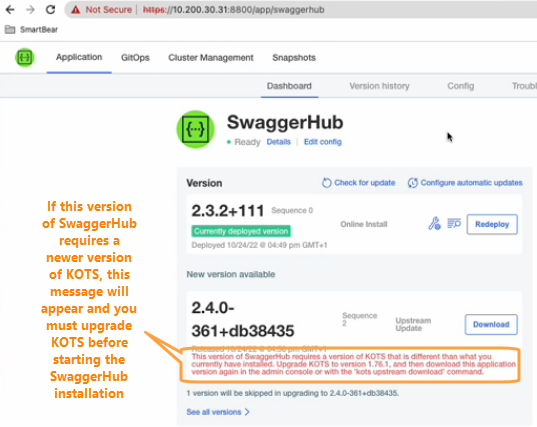 Not Secure | https://10.200.30.31:8800/app/swaggerhub
SmartBear
Application GitOps Cluster Management Snapshots
Dashboard Version history Config Troubl
{··}
SwaggerHub
Ready Details | Edit config
Version Check for update Configure automatic updates
2.3.2+111 Sequence 0 Online Install Redeploy
Currently deployed version
Deployed 10/24/22 @ 04:49 pm GMT+1
New version available
2.4.0-
361+db38435
Sequence
2
Upstream
Update
Download
Released 10/24/22 @ 04:50 pm GMT+1
This version of SwaggerHub requires a version of KOTS that is different than what you
currently have installed. Upgrade KOTS to version 1.76.1, and then download this application
version again in the admin console or with the 'kots upstream download' command.
1 version will be skipped in upgrading to 2.4.0-361+db38435.
See all versions
If this version
of SwaggerHub
requires a
newer version
of KOTS, this
message will
appear and you
must upgrade
KOTS before
starting the
SwaggerHub
installation